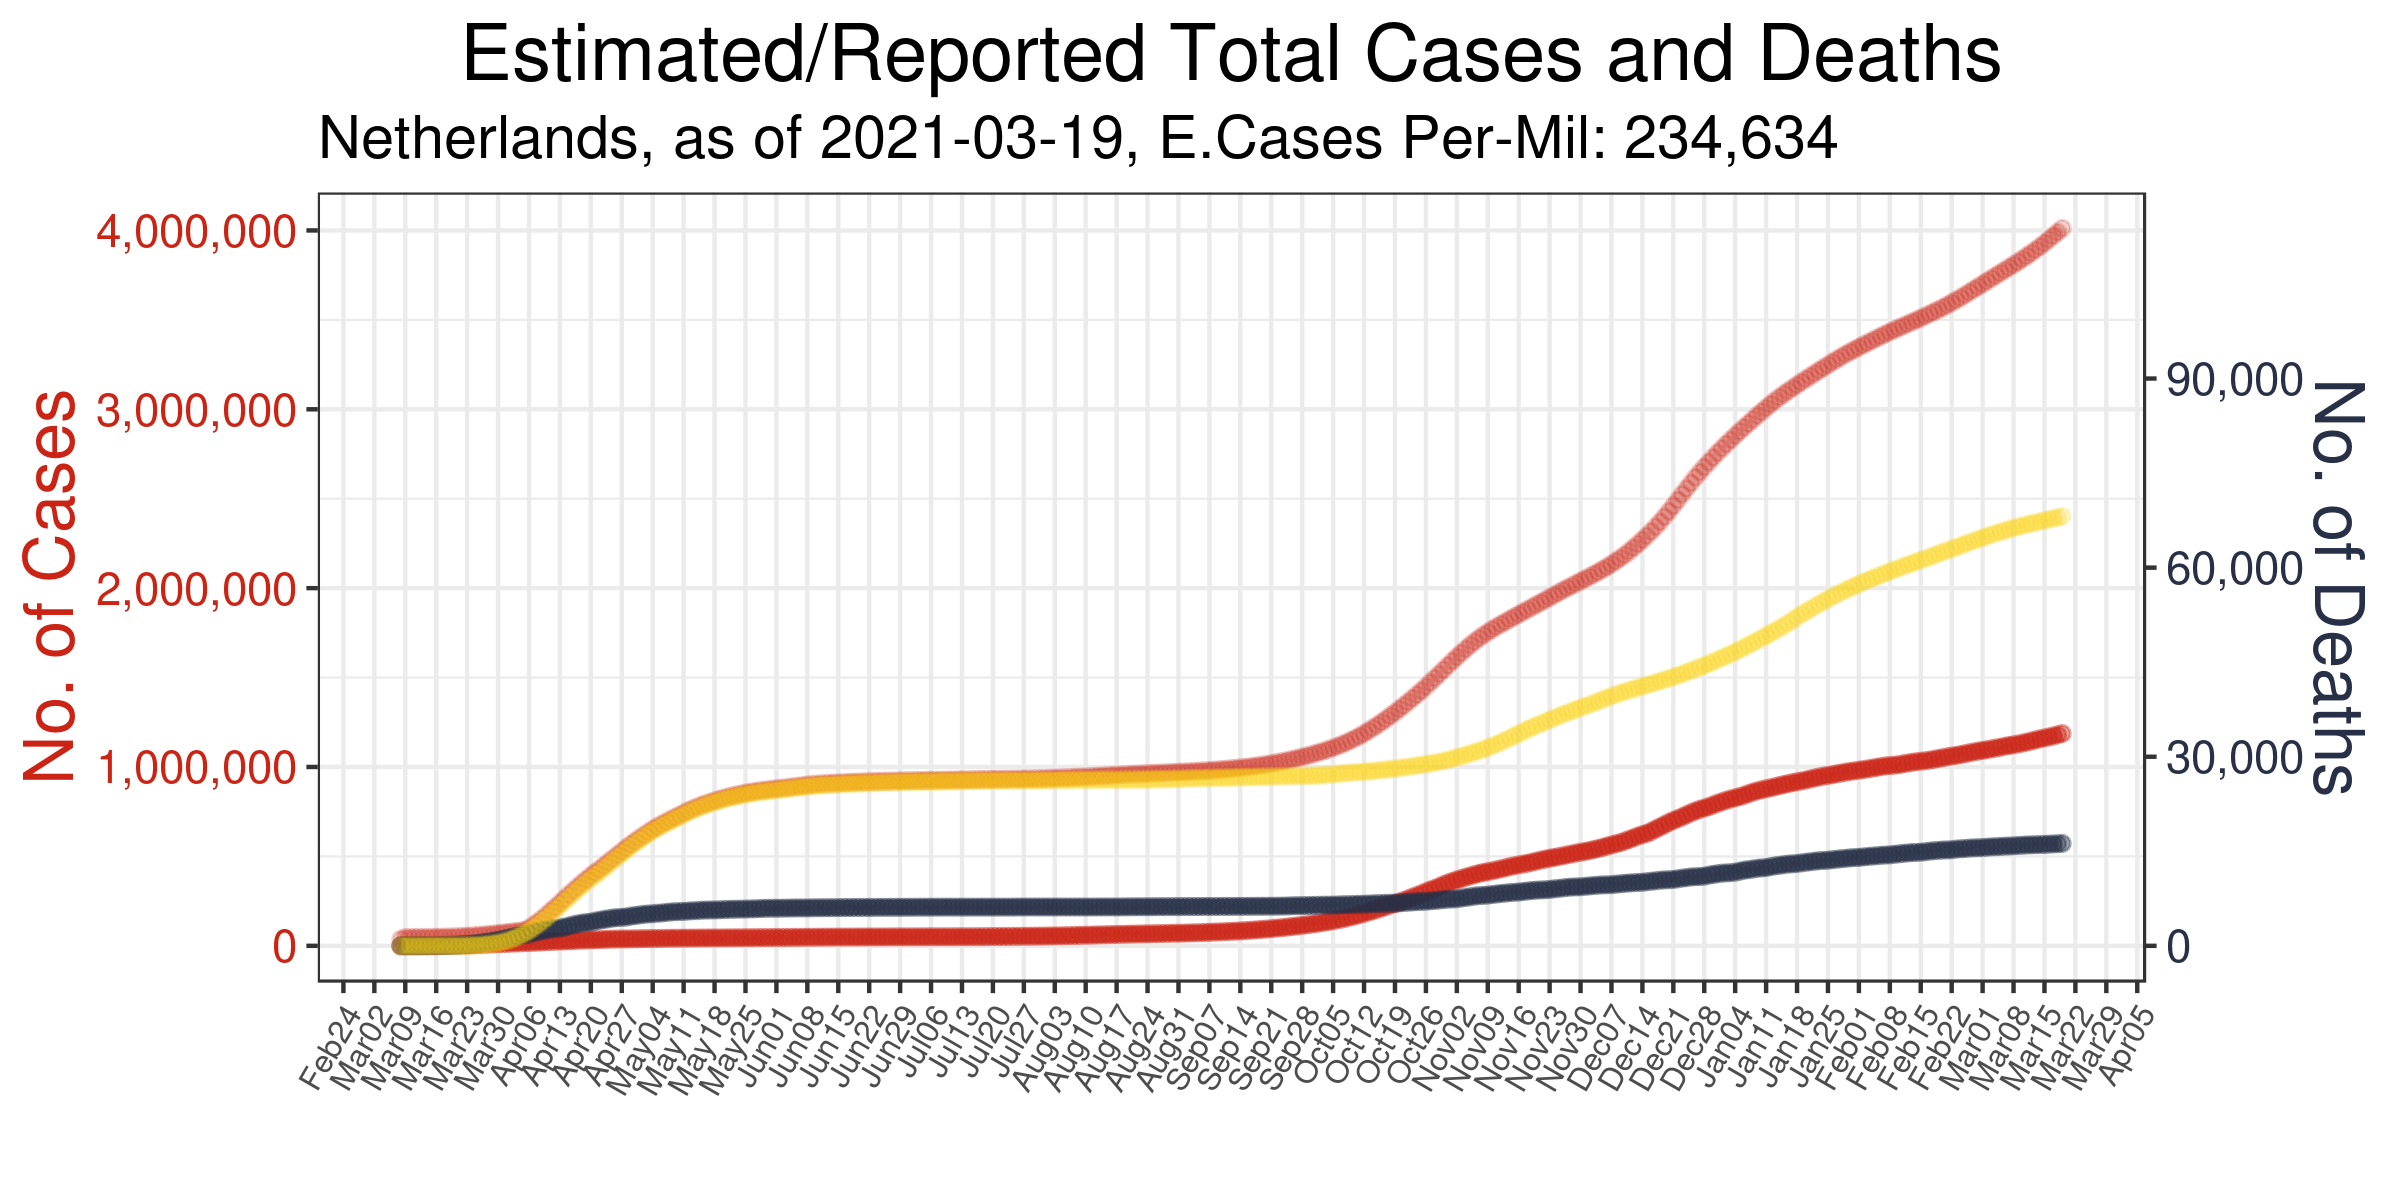 Estimated/Reported Total Cases and Deaths
Netherlands, as of 2021-03-19, E.Cases Per-Mil: 234,634
No. of Cases
4,000,000
3,000,000
2,000,000
1,000,000
0
90,000
60,000
30,000
0
No. of Deaths
Feb24
Mar02
Mar09
Mar16
Mar23
Mar30
Apr06
Apr13
Apr20
Apr27
May04
May11
May18
May25
Jun01
Jun08
Jun15
Jun22
Jun29
Jul06
Jul13
Jul20
Jul27
Aug03
Aug10
Aug17
Aug24
Aug31
Sep07
Sep14
Sep21
Sep28
Oct05
Oct12
Oct19
Oct26
Nov02
Nov09
Nov16
Nov23
Nov30
Dec07
Dec14
Dec21
Dec28
Jan04
Jan11
Jan18
Jan25
Feb01
Feb08
Feb15
Feb22
Mar01
Mar08
Mar15
Mar22
Mar29
Apr05